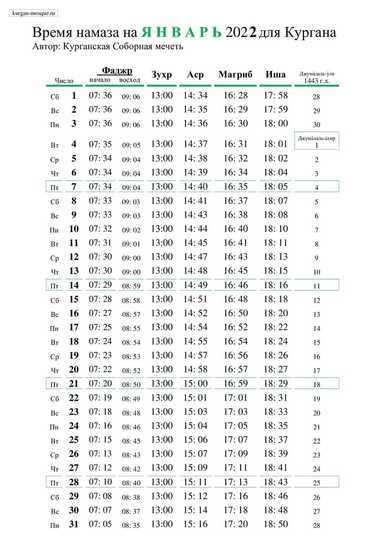 kurgan-mosque.ru
Время намаза на ЯНВАРЬ 2022 для Кургана
Автор: Курганская Соборная мечеть
Число Фаджр начало восход Зухр Аср Магриб Иша Джумадаль-уля 1443 г.х.
Сб 1 07: 36 09: 06 13:00 14: 34 16: 28 17: 58 28
Вс 2 07: 36 09: 06 13:00 14: 35 16: 29 17: 59 29
Пн 3 07: 36 09: 06 13:00 14: 36 16: 30 18: 00 30
Джумадаль-ахир
Вт 4 07: 35 09: 05 13:00 14: 37 16: 31 18: 01 1
Ср 5 07: 34 09: 04 13:00 14: 38 16: 32 18: 02 2
Чт 6 07: 34 09: 04 13:00 14: 39 16: 34 18: 04 3
Пт 7 07: 34 09: 04 13:00 14: 40 16: 35 18: 05 4
Сб 8 07: 33 09: 03 13:00 14: 41 16: 37 18: 07 5
Вс 9 07: 33 09: 03 13:00 14: 43 16: 38 18: 08 6
Пн 10 07: 32 09: 02 13:00 14: 44 16: 40 18: 10 7
Вт 11 07: 31 09: 01 13:00 14: 45 16: 41 18: 11 8
Ср 12 07: 30 09: 00 13:00 14: 47 16: 43 18: 13 9
Чт 13 07: 30 09: 00 13:00 14: 48 16: 45 18: 15 10
Пт 14 07: 29 08: 59 13:00 14: 49 16: 46 18: 16 11
Сб 15 07: 28 08: 58 13:00 14: 51 16: 48 18: 18 12
Вс 16 07: 27 08: 57 13:00 14: 52 16: 50 18: 20 13
Пн 17 07: 25 08: 55 13:00 14: 54 16: 52 18: 22 14
Вт 18 07: 24 08: 54 13:00 14: 55 16: 54 18: 24 15
Ср 19 07: 23 08: 53 13:00 14: 57 16: 56 18: 26 16
Чт 20 07: 22 08: 52 13:00 14: 58 16: 57 18: 27 17
Пт 21 07: 20 08: 50 13:00 15: 00 16: 59 18: 29 18
Сб 22 07: 19 08: 49 13:00 15: 01 17: 01 18: 31 19
Вс 23 07: 18 08: 48 13:00 15: 03 17: 03 18: 33 20
Пн 24 07: 16 08: 46 13:00 15: 04 17: 05 18: 35 21
Вт 25 07: 15 08: 45 13:00 15: 06 17: 07 18: 37 22
Ср 26 07: 13 08: 43 13:00 15: 07 17: 09 18: 39 23
Чт 27 07: 12 08: 42 13:00 15: 09 17: 11 18: 41 24
Пт 28 07: 10 08: 40 13:00 15: 11 17: 13 18: 43 25
Сб 29 07: 08 08: 38 13:00 15: 12 17: 16 18: 46 26
Вс 30 07: 07 08: 37 13:00 15: 14 17: 18 18: 48 27
Пн 31 07: 05 08: 35 13:00 15: 16 17: 20 18: 50 28